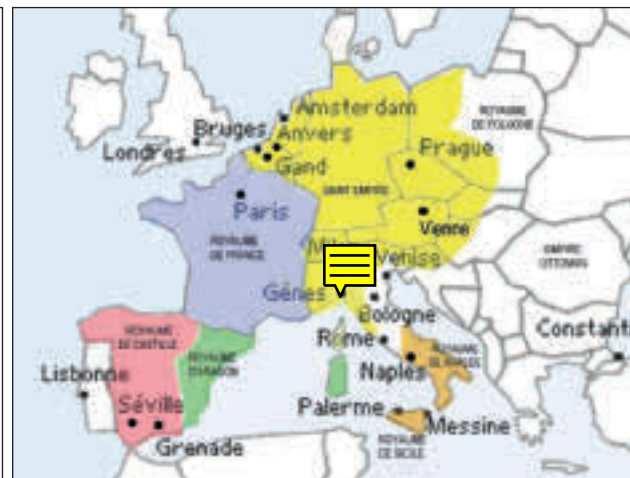 Amsterdam
ROYAUME
DE POLOGNE
Bruges
Anvers
Londres
Gand
Prague
SAINT EMPIRE
Paris
Venne
ROYAUME
DE FRANCE
Venise
EMPIRE
OTTOMAN
Gênes
Bologne
Constant
ROYAUME
DE CASTILLE
Rome
ROYAUME
D'ARAGON
ROYAUME
DE NAPLES
Lisbonne
Naples
Séville
Palerme
Messine
Grenade
ROYAUME
DE SICILE